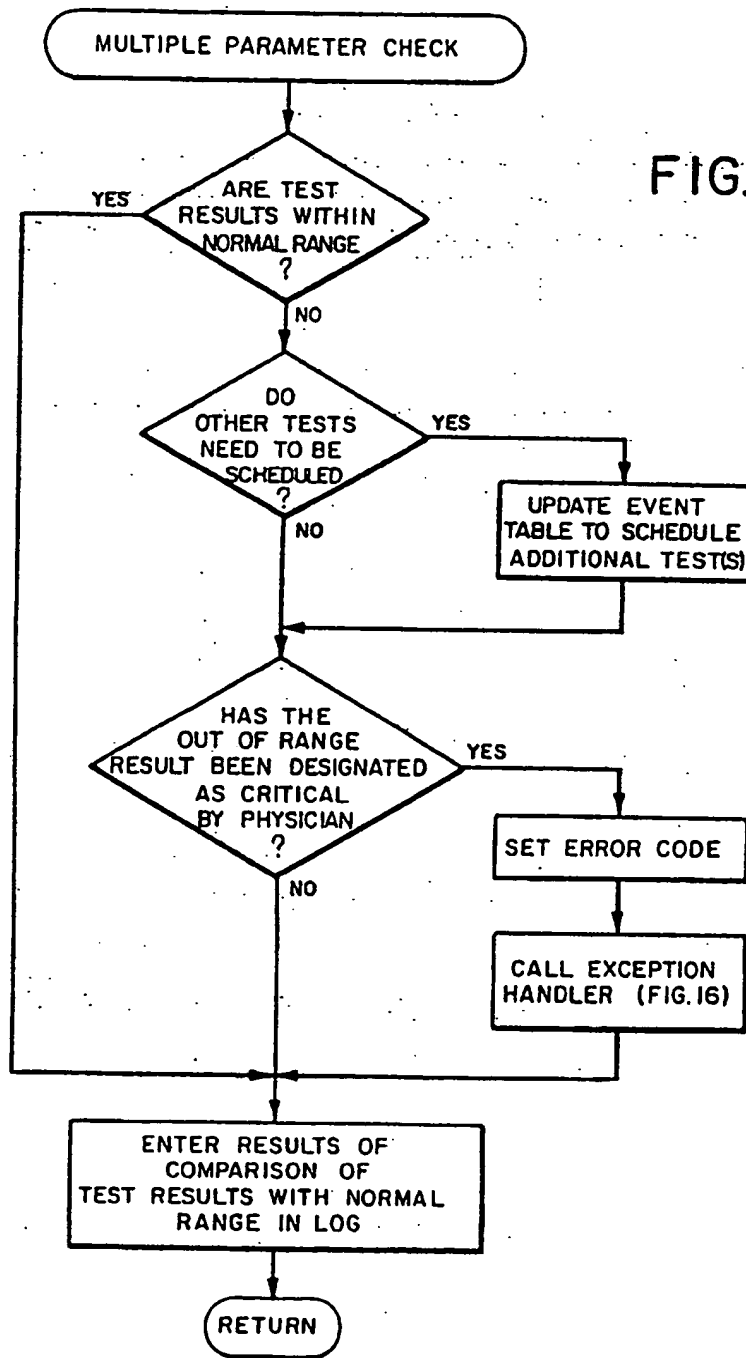 MULTIPLE PARAMETER CHECK
FIG.
ARE TEST
RESULTS WITHIN
NORMAL RANGE
?
YES
NO
DO
OTHER TESTS
NEED TO BE
SCHEDULED
?
YES
NO
UPDATE EVENT
TABLE TO SCHEDULE
ADDITIONAL TEST(S)
HAS THE
OUT OF RANGE
RESULT BEEN DESIGNATED
AS CRITICAL
BY PHYSICIAN
?
YES
NO
SET ERROR CODE
CALL EXCEPTION
HANDLER (FIG.16)
ENTER RESULTS OF
COMPARISON OF
TEST RESULTS WITH NORMAL
RANGE IN LOG
RETURN